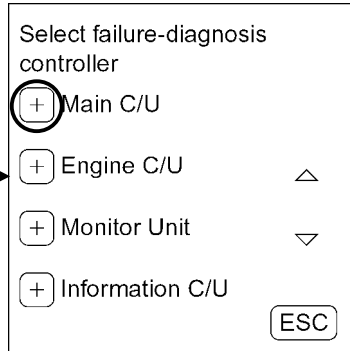 Select failure-diagnosis
controller
+ Main C/U
+ Engine C/U
+ Monitor Unit
+ Information C/U
ESC